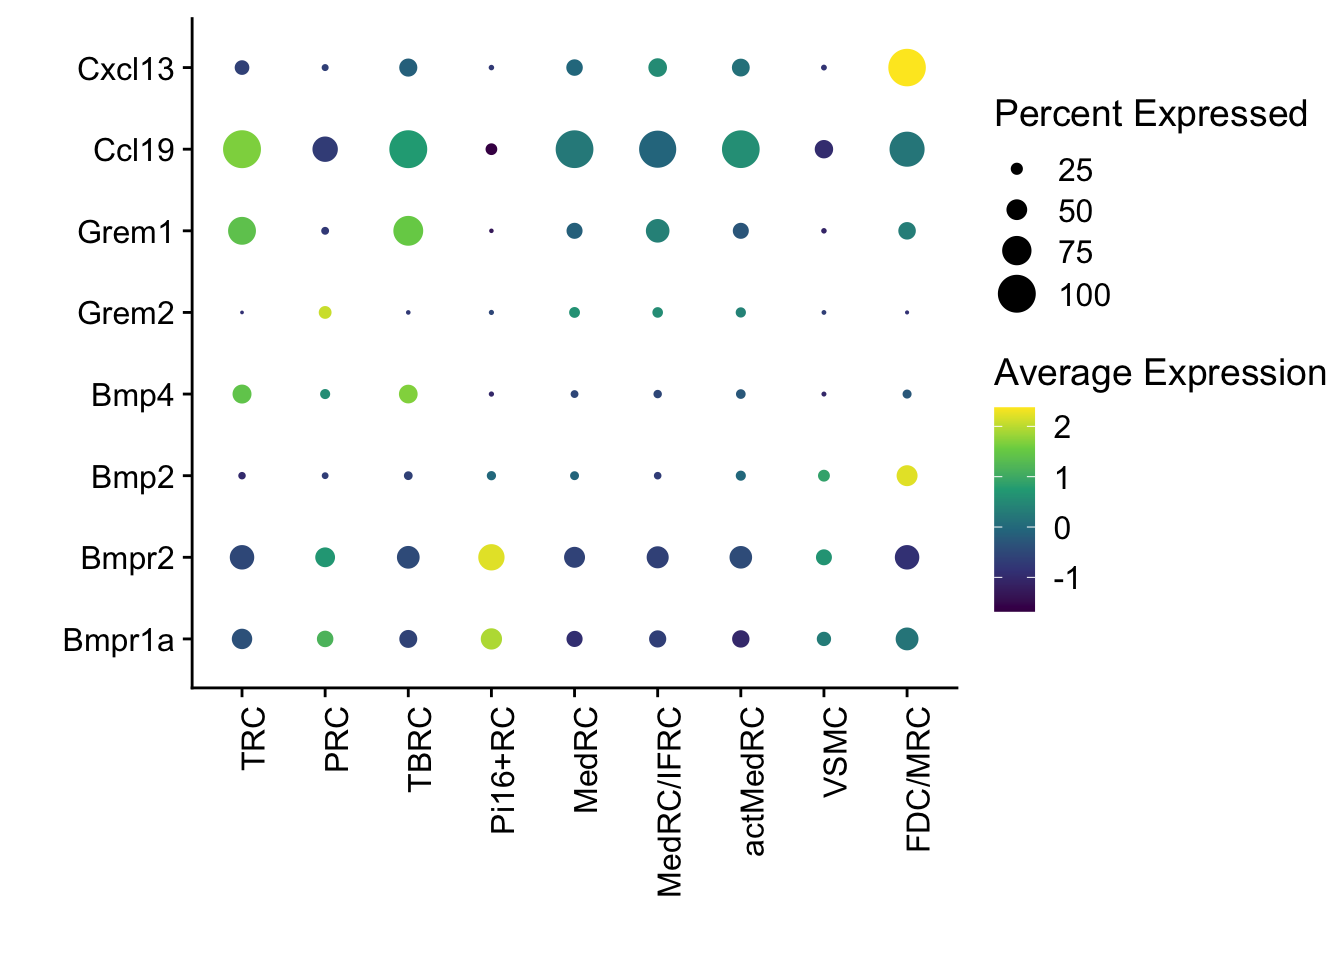 Cxcl13
Ccl19
Grem1
Grem2
Bmp4
Bmp2
Bmpr2
Bmpr1a
TRC
PRC
TBRC
Pi16+RC
MedRC
MedRC/IFRC
actMedRC
VSMC
FDC/MRC
Percent Expressed
25
50
75
100
Average Expression
2
1
0
-1